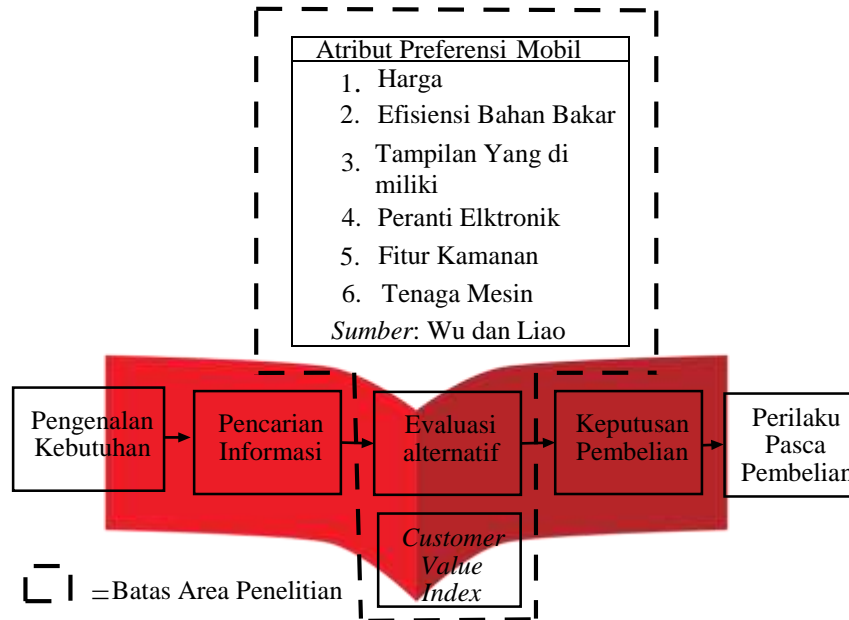 Atribut Preferensi Mobil
1. Harga
2. Efisiensi Bahan Bakar
3. Tampilan Yang di
miliki
4. Peranti Elktronik
5. Fitur Kamanan
6. Tenaga Mesin
Sumber: Wu dan Liao
Pengenalan
Kebutuhan
Pencarian
Informasi
Evaluasi
alternatif
Keputusan
Pembelian
Perilaku
Pasca
Pembelian
Customer
Value
Index
=Batas Area Penelitian